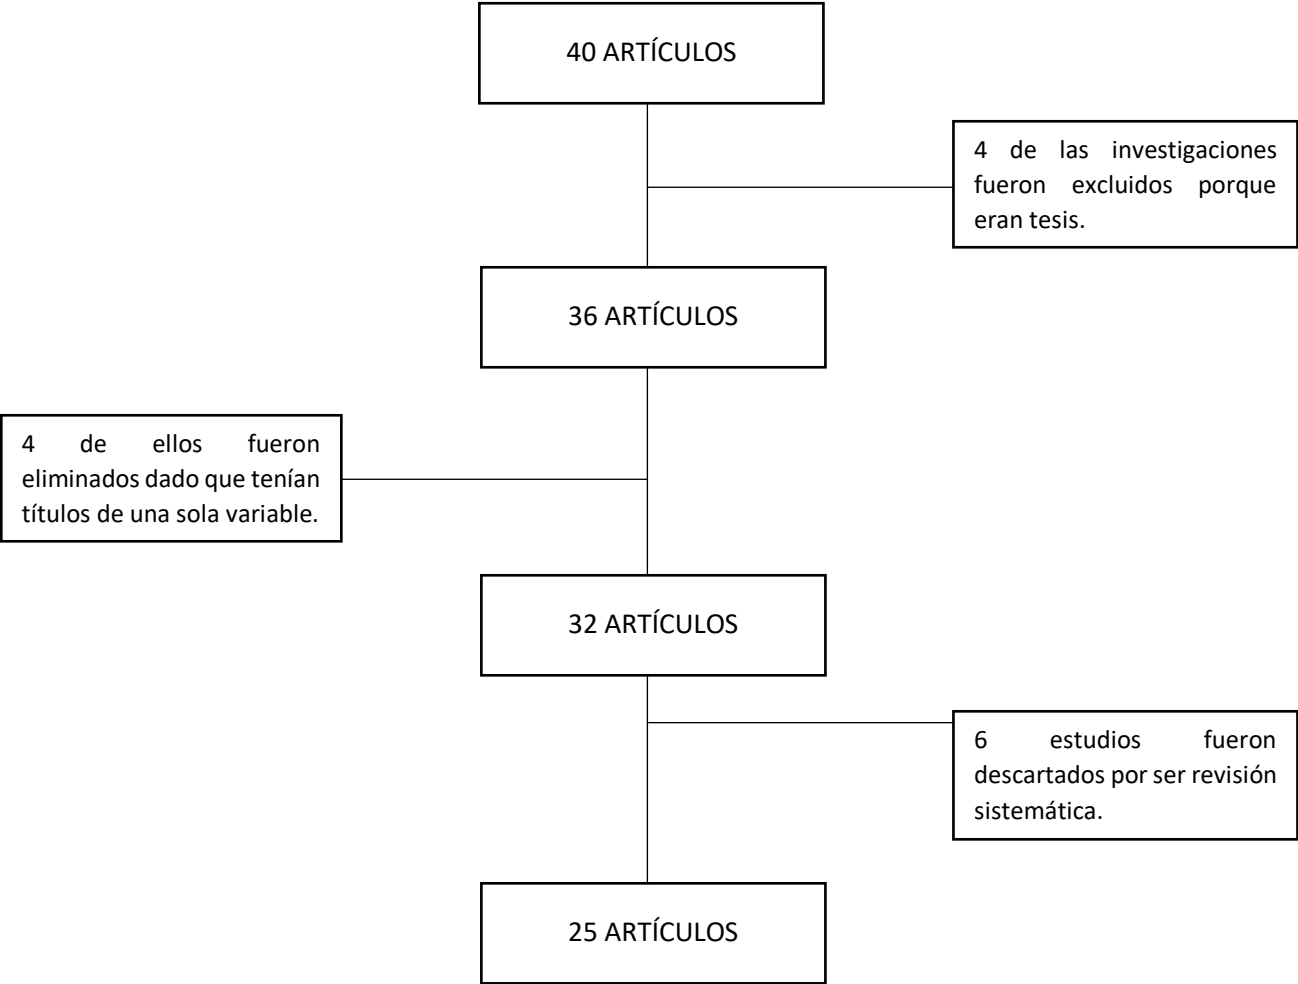 40 ARTÍCULOS
4 de las investigaciones
fueron excluidos porque
eran tesis.
36 ARTÍCULOS
4 de ellos fueron
eliminados dado que tenían
títulos de una sola variable.
32 ARTÍCULOS
6 estudios fueron
descartados por ser revisión
sistemática.
25 ARTÍCULOS